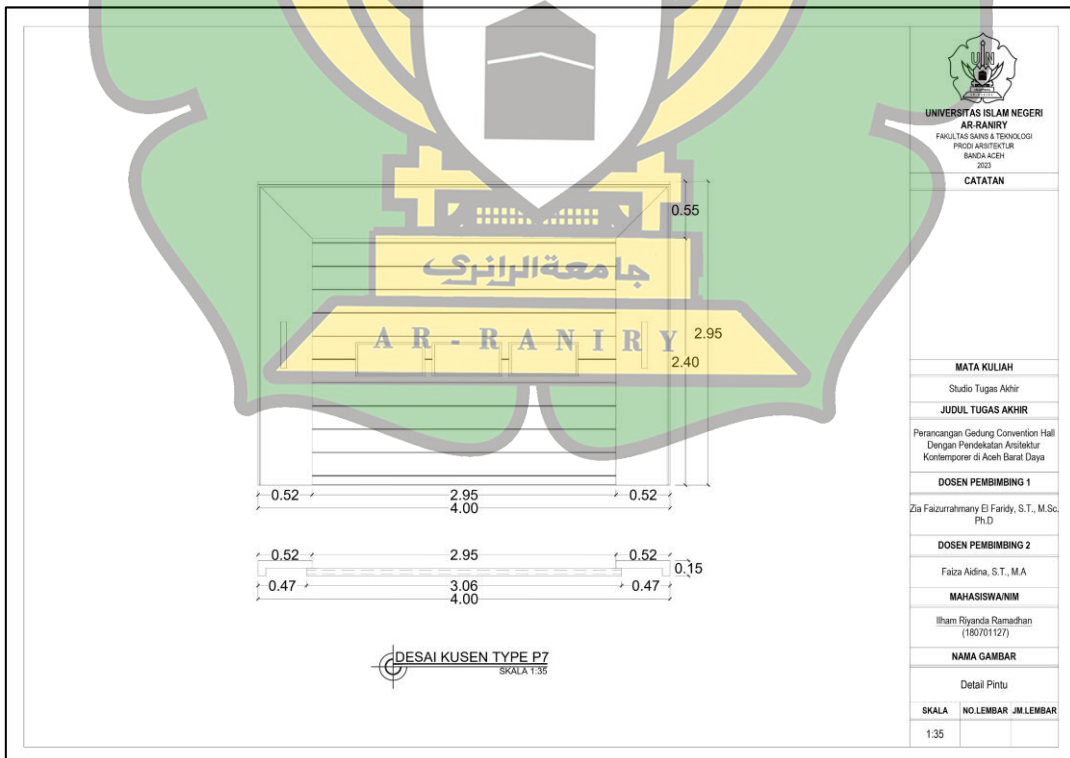 0.55
2.95
2.40
جامعة الرانري
AR-RANIRY
0.52
2.95
0.52
4.00
0.52
2.95
0.52
0.15
0.47
3.06
0.47
4.00
DESAI KUSEN TYPE P7
SKALA 1:35
UIN
UNIVERSITAS ISLAM NEGERI
AR-RANIRY
FAKULTAS SAINS & TEKNOLOGI
PRODI ARSITEKTUR
BANDA ACEH
2023
CATATAN
MATA KULIAH
Studio Tugas Akhir
JUDUL TUGAS AKHIR
Perancangan Gedung Convention Hall
Dengan Pendekatan Arsitektur
Kontemporer di Aceh Barat Daya
DOSEN PEMBIMBING 1
Zia Faizurrahmany El Faridy, S.T., M.Sc.
Ph.D
DOSEN PEMBIMBING 2
Faiza Aidina, S.T., M.A
MAHASISWA/NIM
Ilham Riyanda Ramadhan
(180701127)
NAMA GAMBAR
Detail Pintu
SKALA NO.LEMBAR JM.LEMBAR
1:35